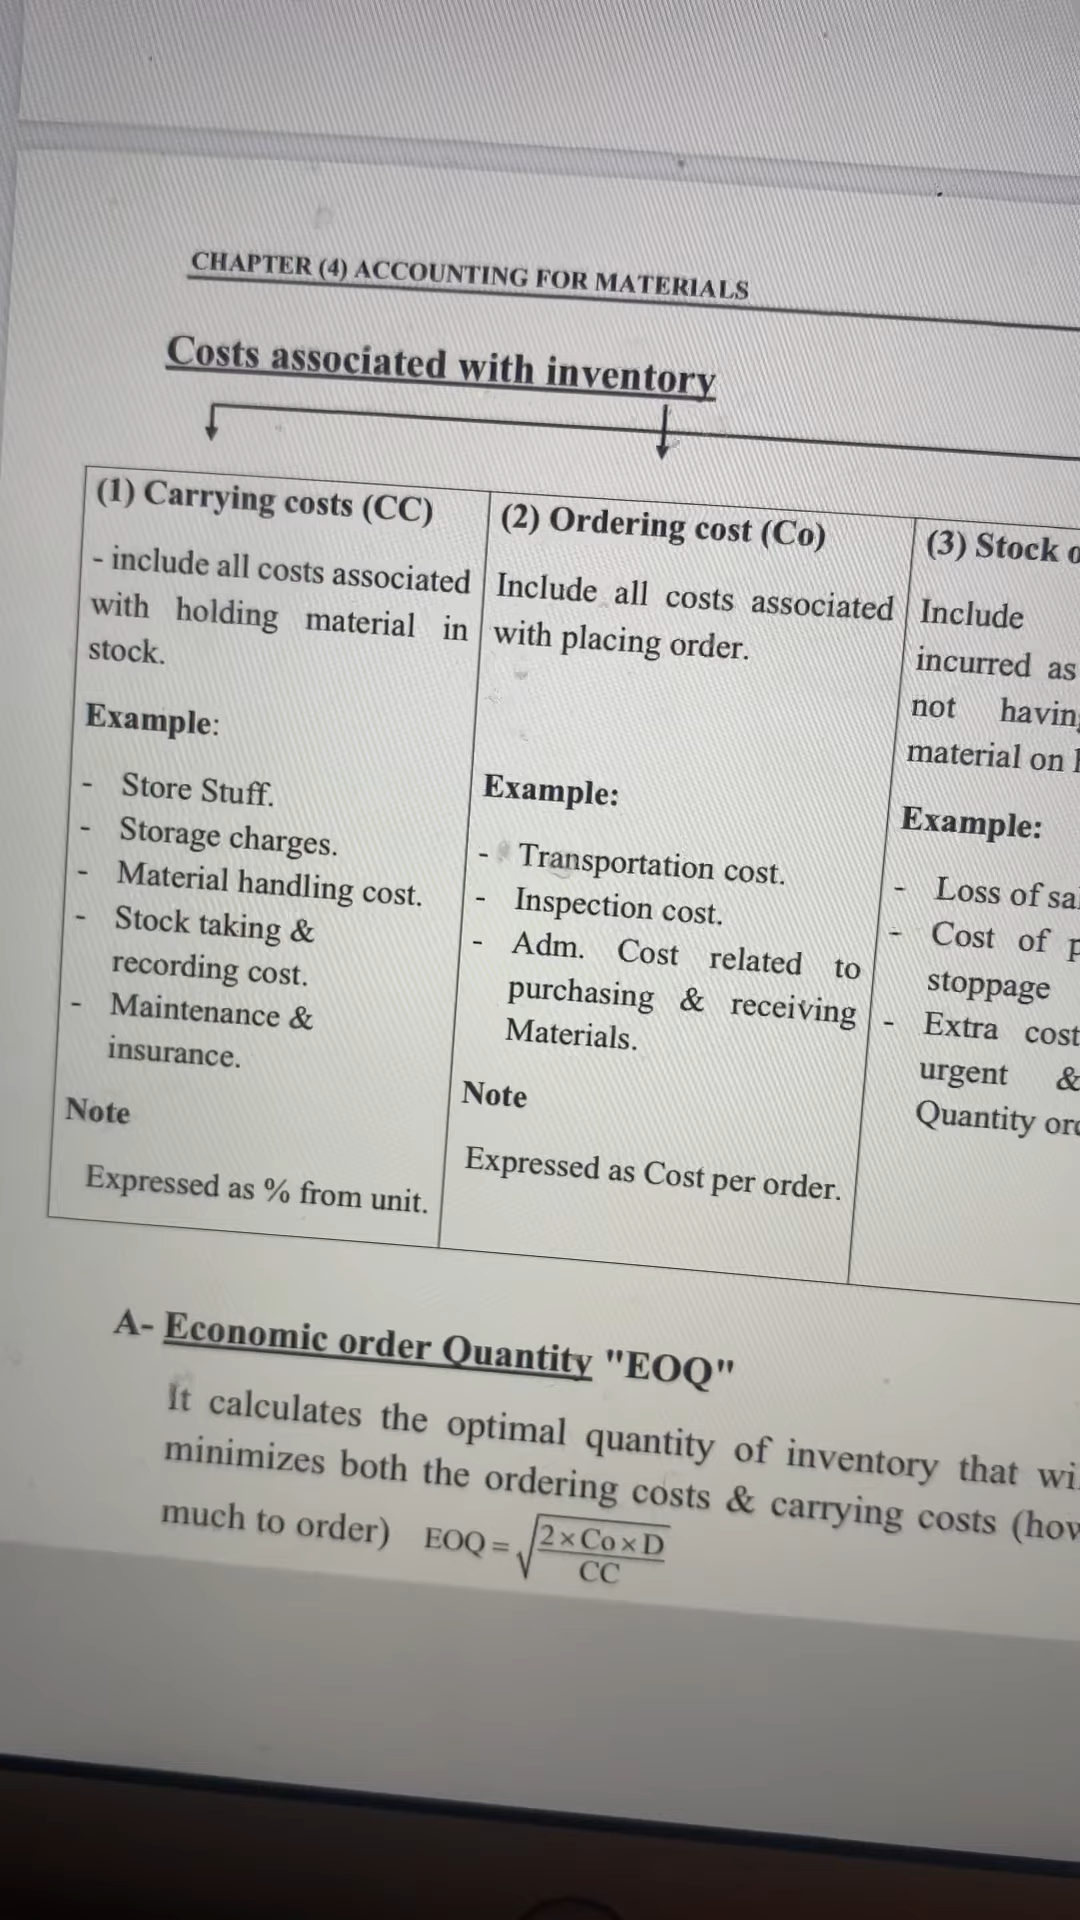 CHAPTER (4) ACCOUNTING FOR MATERIALS
Costs associated with inventory
(1) Carrying costs (CC)
- include all costs associated
with holding material in
stock.
Example:
- Store Stuff.
- Storage charges.
- Material handling cost.
- Stock taking &
recording cost.
- Maintenance &
insurance.
Note
Expressed as % from unit.
(2) Ordering cost (Co)
Include all costs associated
with placing order.
Example:
- Transportation cost.
- Inspection cost.
- Adm. Cost related to
purchasing & receiving
Materials.
Note
Expressed as Cost per order.
(3) Stock
Include
incurred as
not
material on
Example:
- Loss of
- Cost of
stoppage
- Extra cost
urgent &
Quantity
A- Economic order Quantity "EOQ"
It calculates the optimal quantity of inventory that
minimizes both the ordering costs & carrying costs
much to order) EOQ = √2×Co×D
CC